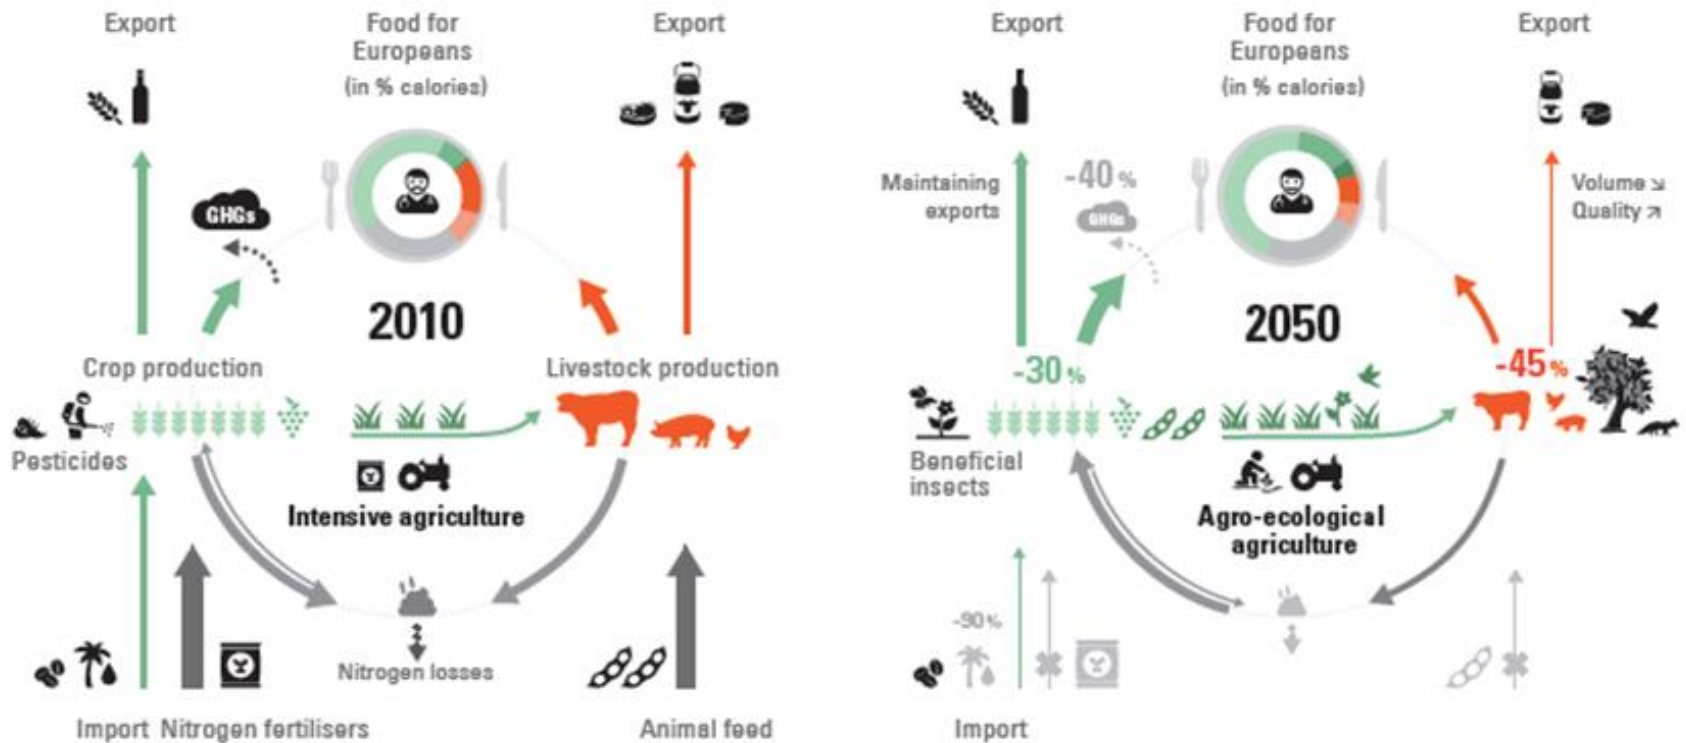 Export
Food for
Europeans
(in % calories)
Export
GHGs
2010
Crop production
Livestock production
Pesticides
Intensive agriculture
Nitrogen losses
Import
Nitrogen fertilisers
Animal feed
Export
Food for
Europeans
(in % calories)
Export
Maintaining
exports
-40 %
GHGs
Volume ↘
Quality ↗
2050
-30 %
-45 %
Beneficial
insects
Agro-ecological
agriculture
-90 %
Import